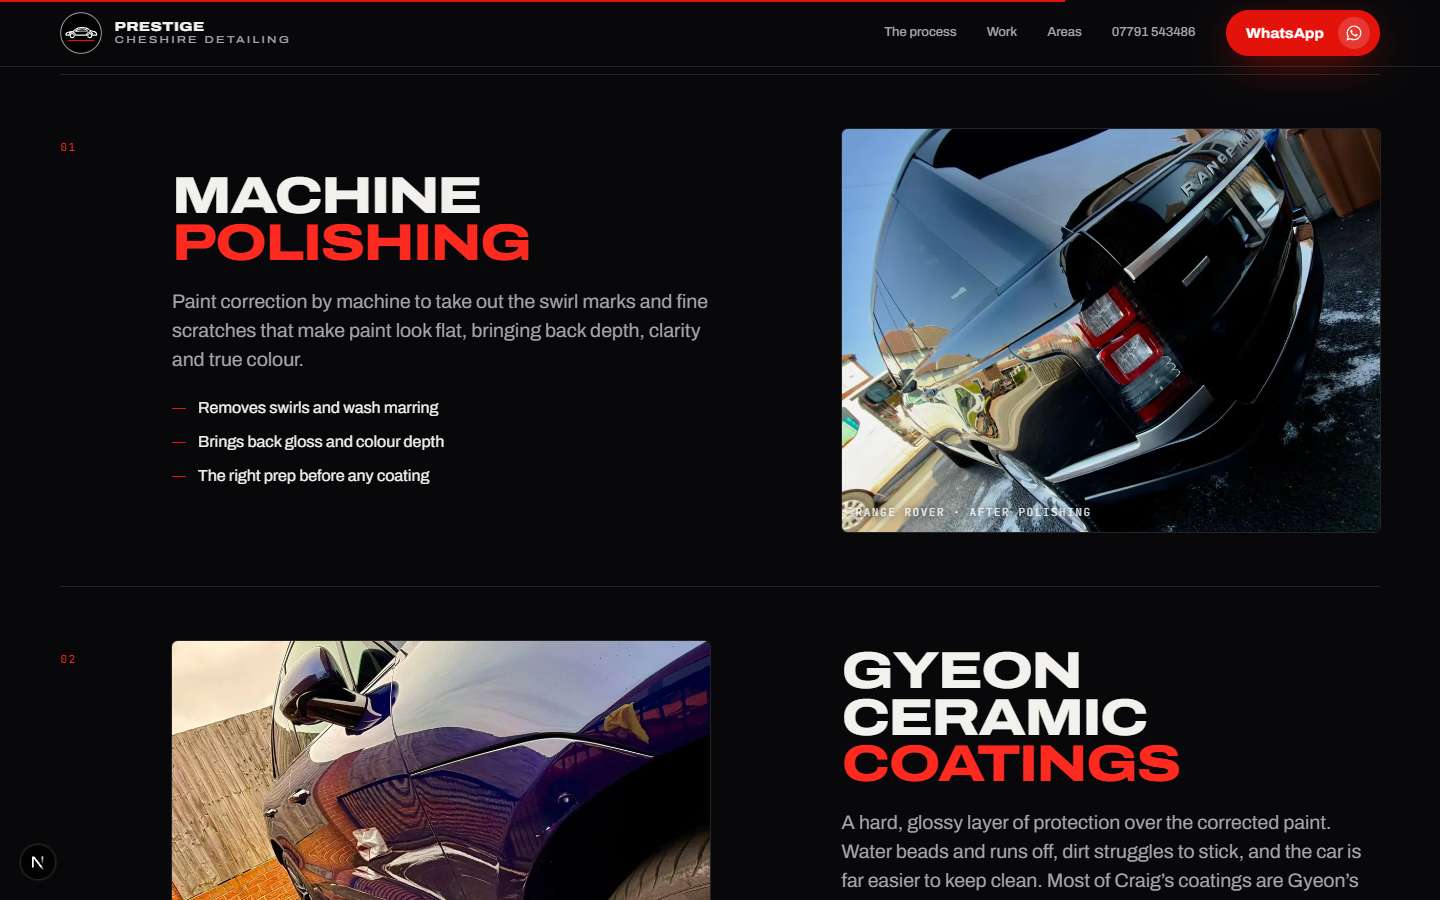 PRESTIGE
CHESHIRE DETAILING
The process
Work
Areas
07791 543486
WhatsApp
01
MACHINE
POLISHING
Paint correction by machine to take out the swirl marks and fine
scratches that make paint look flat, bringing back depth, clarity
and true colour.
— Removes swirls and wash marring
— Brings back gloss and colour depth
— The right prep before any coating
RANGE
RANGE ROVER · AFTER POLISHING
02
GYEON
CERAMIC
COATINGS
A hard, glossy layer of protection over the corrected paint.
Water beads and runs off, dirt struggles to stick, and the car is
far easier to keep clean. Most of Craig’s coatings are Gyeon’s
N